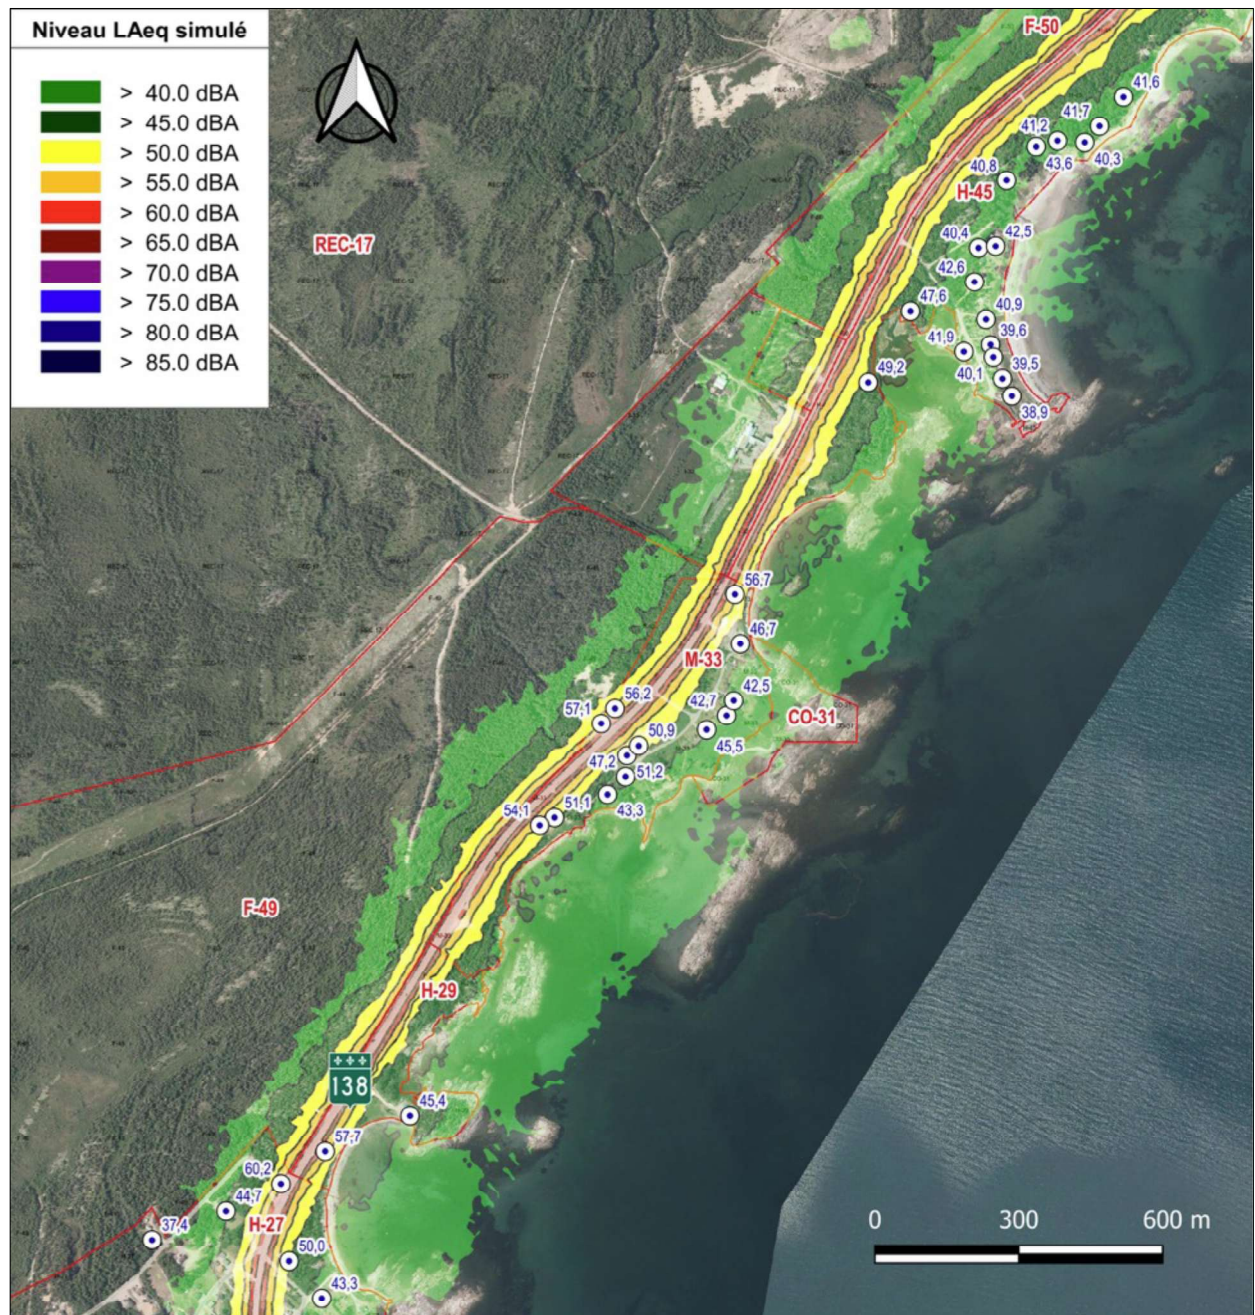 Niveau LAeq simulé
> 40.0 dBA
> 45.0 dBA
> 50.0 dBA
> 55.0 dBA
> 60.0 dBA
> 65.0 dBA
> 70.0 dBA
> 75.0 dBA
> 80.0 dBA
> 85.0 dBA
F-50
41,6
41,7
41,2
43,6
40,3
40,8
H-45
REC-17
40,4
42,5
42,6
47,6
40,9
39,6
41,9
40,1
39,5
49,2
38,9
56,7
46,7
M-33
56,2
42,7
42,5
57,1
CO-31
50,9
45,5
47,2
51,2
51,1
43,3
54,1
F-49
H-29
138
45,4
57,7
60,2
44,7
37,4
H-27
50,0
43,3
0 300 600 m